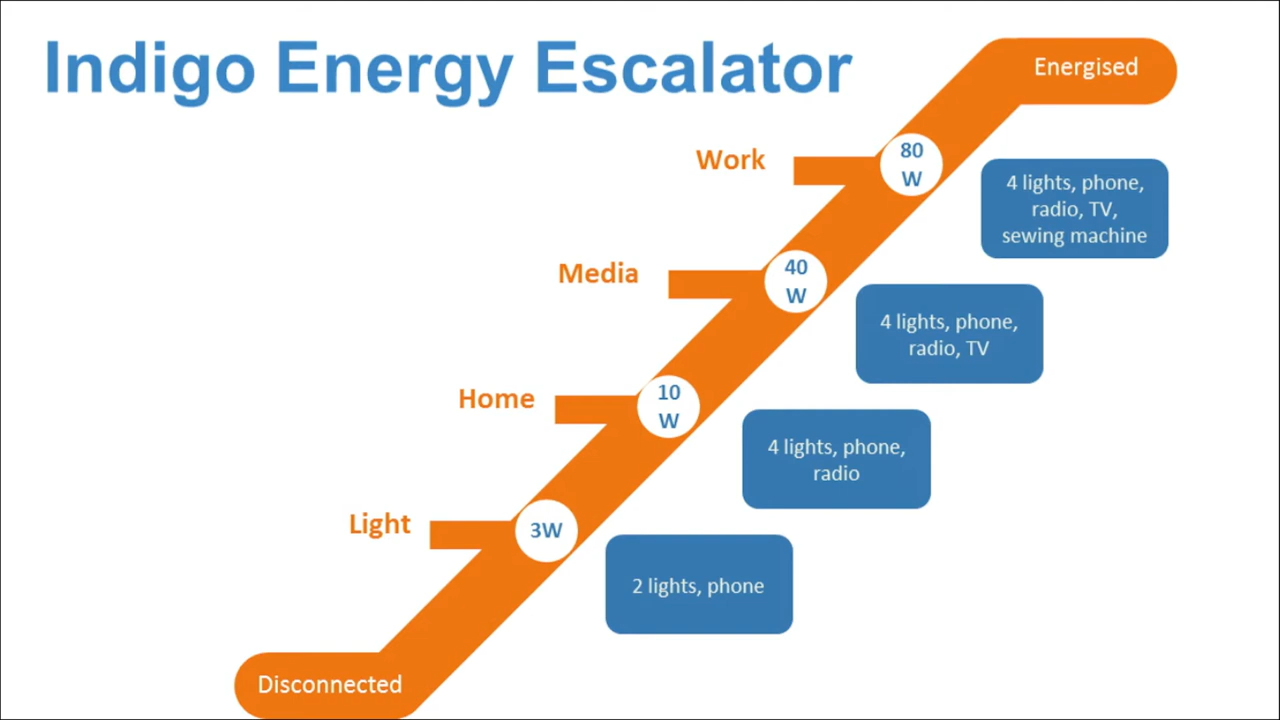 Indigo Energy Escalator
Energised
Work
80
W
4 lights, phone,
radio, TV,
sewing machine
Media
40
W
4 lights, phone,
radio, TV
Home
10
W
4 lights, phone,
radio
Light
3W
2 lights, phone
Disconnected